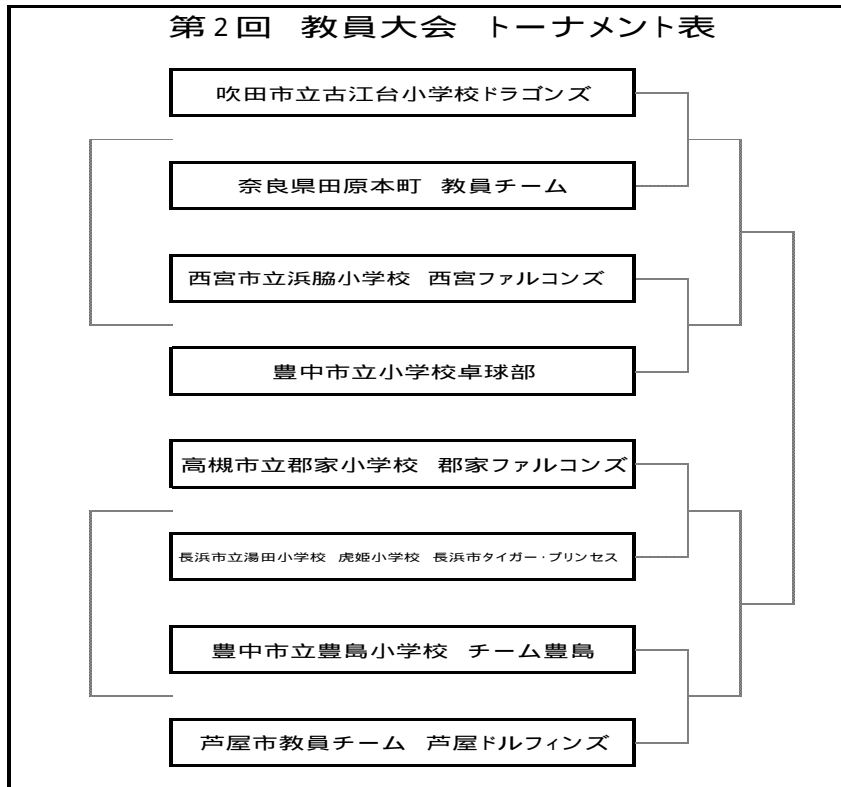 第2回 教員大会 トーナメント表
吹田市立古江台小学校ドラゴンズ
奈良県田原本町 教員チーム
西宮市立浜脇小学校 西宮ファルコンズ
豊中市立小学校卓球部
高槻市立郡家小学校 郡家ファルコンズ
長浜市立湯田小学校 虎姫小学校 長浜市タイガー・プリンセス
豊中市立豊島小学校 チーム豊島
芦屋市教員チーム 芦屋ドルフィンズ